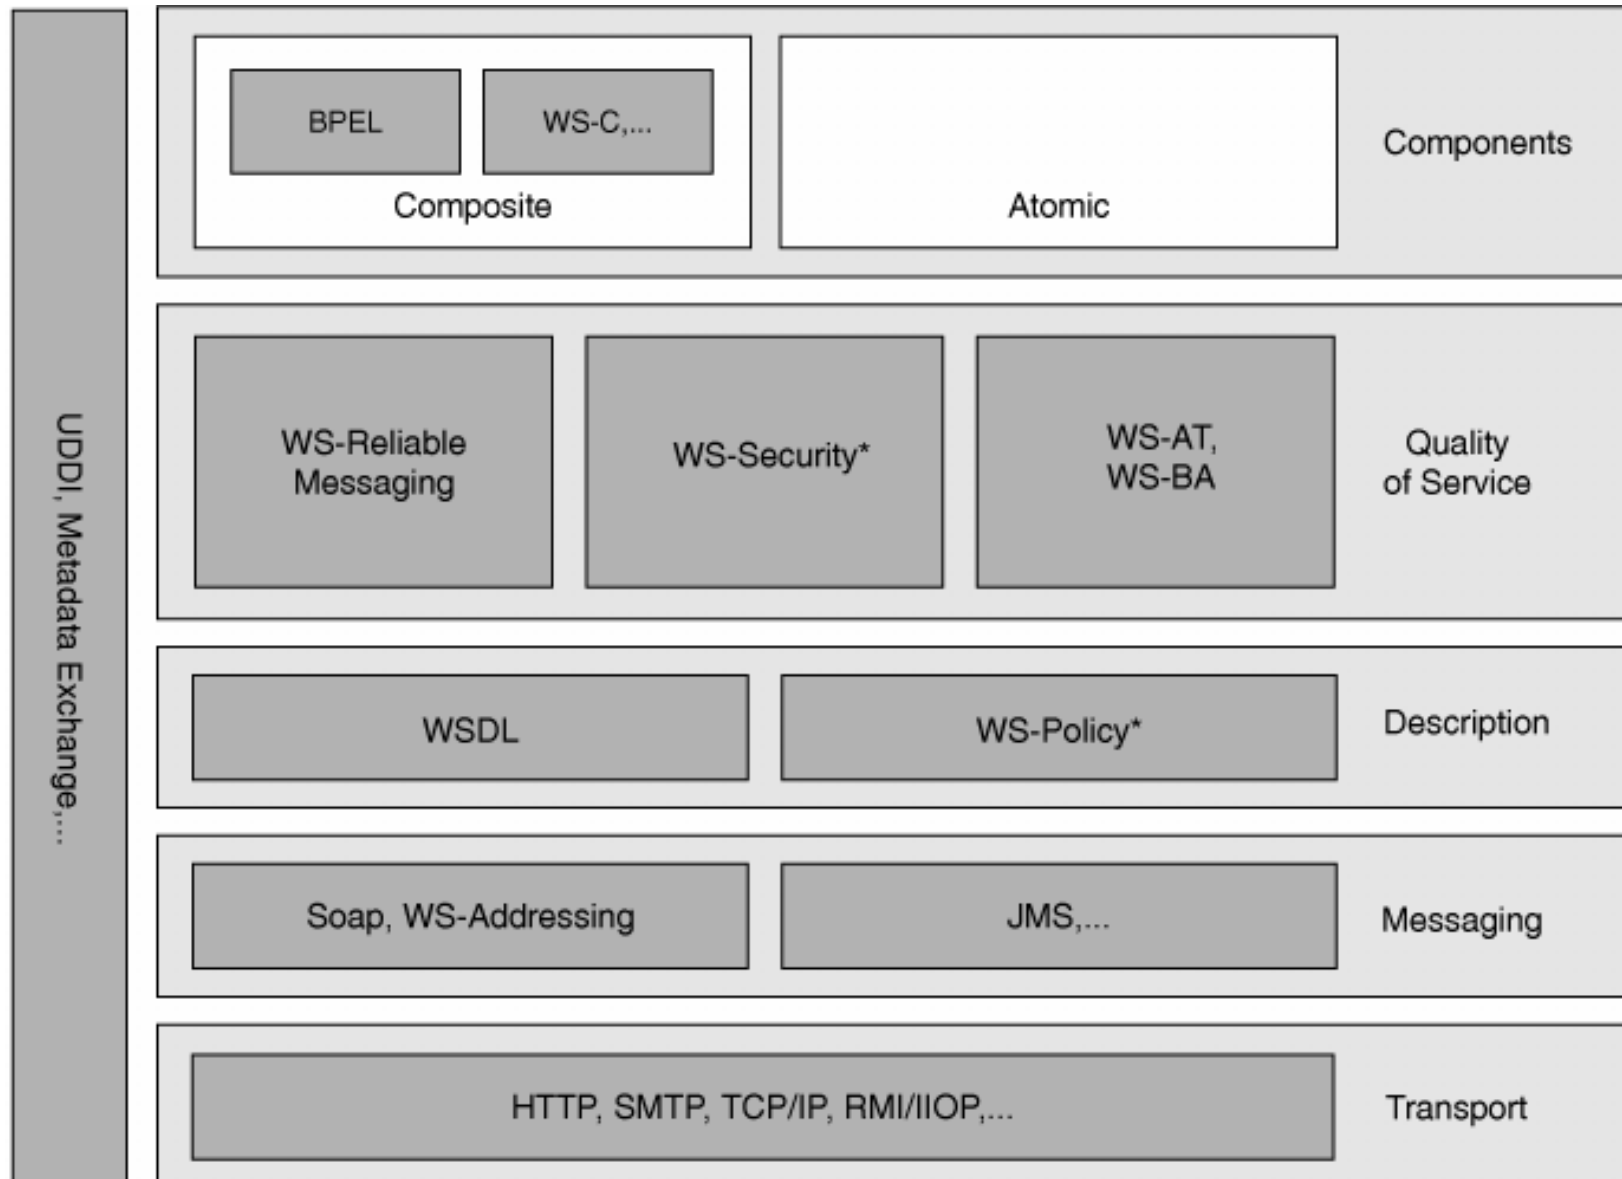 UDDI, Metadata Exchange,...
BPEL
WS-C,...
Composite
Atomic
Components
WS-Reliable
Messaging
WS-Security*
WS-AT,
WS-BA
Quality
of Service
WSDL
WS-Policy*
Description
Soap, WS-Addressing
JMS,...
Messaging
HTTP, SMTP, TCP/IP, RMI/IIOP,...
Transport